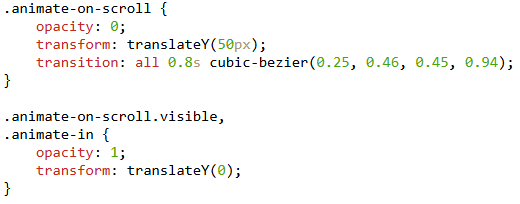 .animate-on-scroll {
    opacity: 0;
    transform: translateY(50px);
    transition: all 0.8s cubic-bezier(0.25, 0.46, 0.45, 0.94);
}

.animate-on-scroll.visible,
.animate-in {
    opacity: 1;
    transform: translateY(0);
}